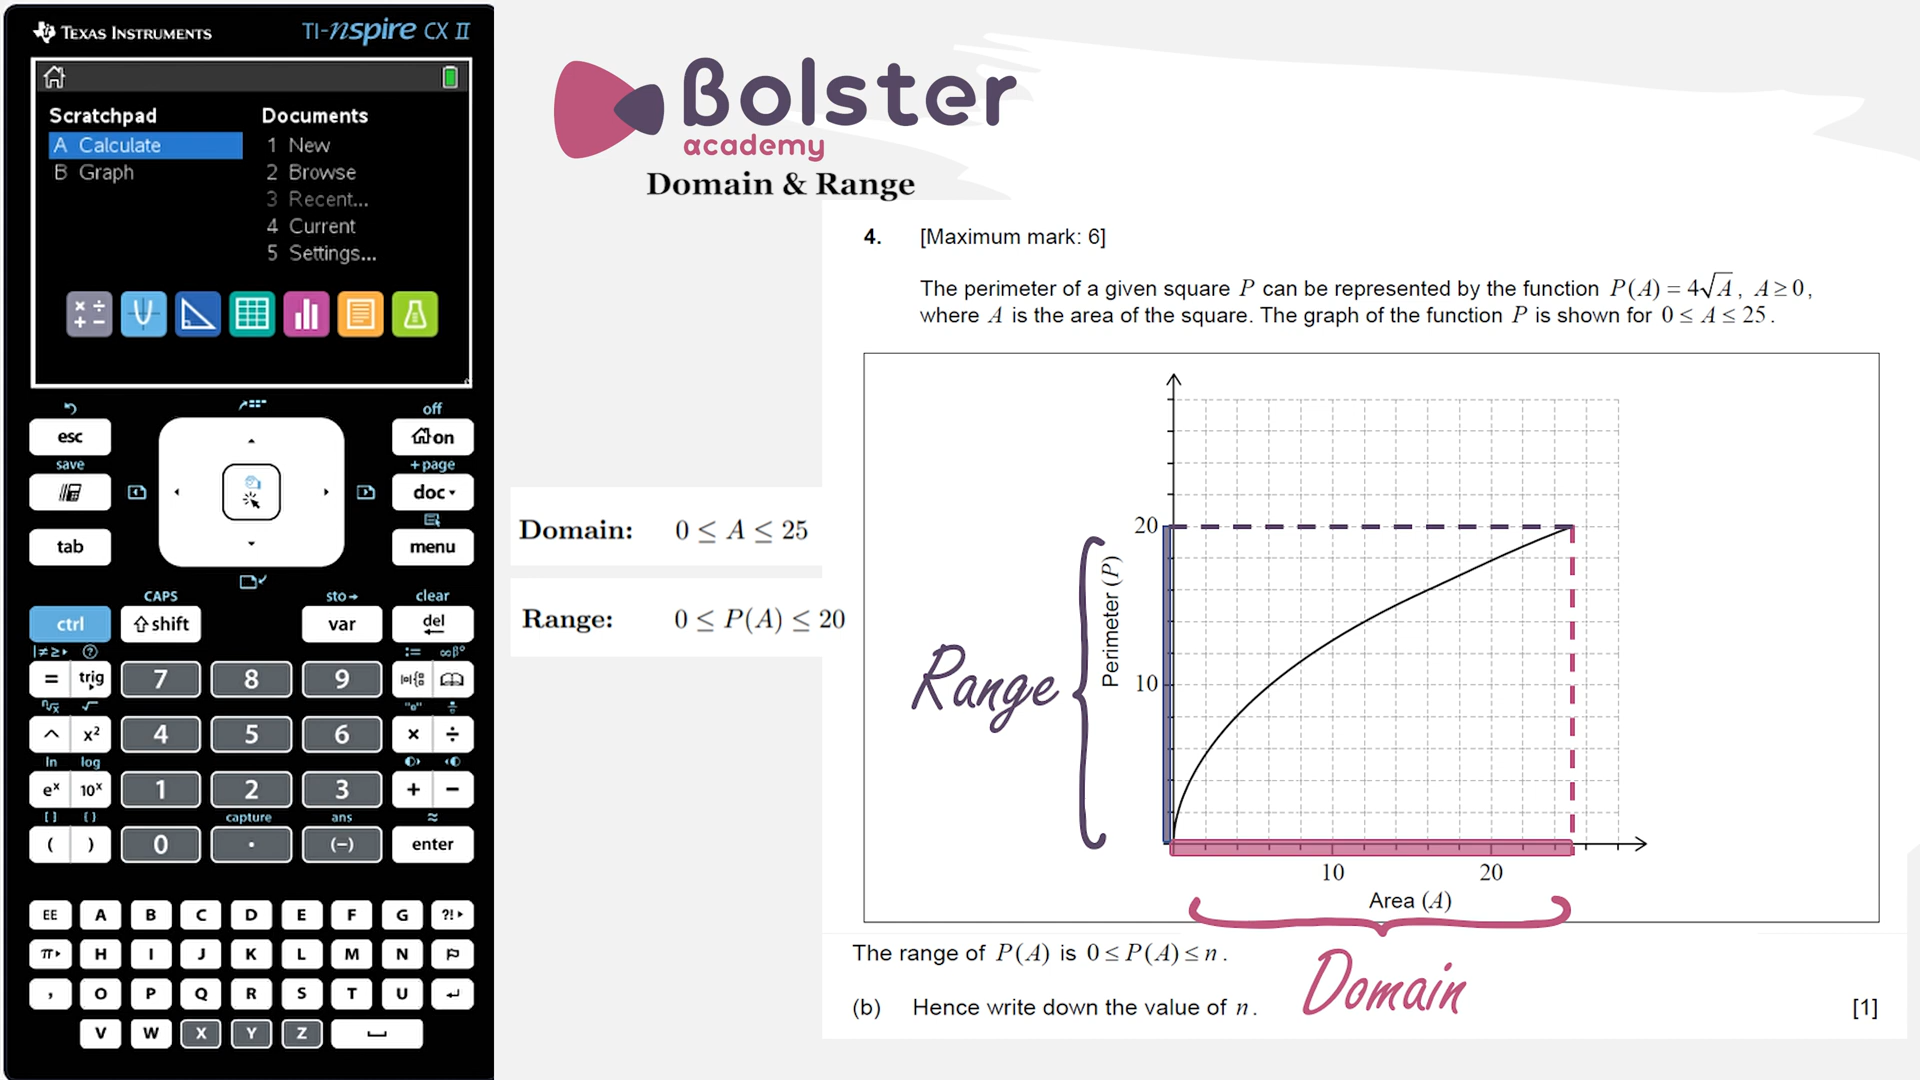 TEXAS INSTRUMENTS
TI-nspire CX II
Scratchpad
A Calculate
B Graph
Documents
1 New
2 Browse
3 Recent...
4 Current
5 Settings...
off
esc
on
save
+ page
doc
tab
menu
CAPS
sto→
clear
ctrl
shift
var
del
|≠≥▸
?
:=
∞β°
=
trig
7
8
9
|□|{
ⁿ√x
√
"□"
^
x²
4
5
6
×
÷
ln
log
eˣ
10ˣ
1
2
3
+
−
[ ]
{ }
capture
ans
≈
(
)
0
.
(−)
enter
EE A B C D E F G ?!▸
π▸ H I J K L M N
, O P Q R S T U
V W X Y Z
Bolster
academy
Domain & Range
Domain: 0 ≤ A ≤ 25
Range: 0 ≤ P(A) ≤ 20
4. [Maximum mark: 6]
The perimeter of a given square P can be represented by the function P(A) = 4√A, A≥0,
where A is the area of the square. The graph of the function P is shown for 0 ≤ A ≤ 25.
20
Perimeter (P)
Range
10
10 20
Area (A)
Domain
The range of P(A) is 0≤P(A)≤n.
(b) Hence write down the value of n. [1]